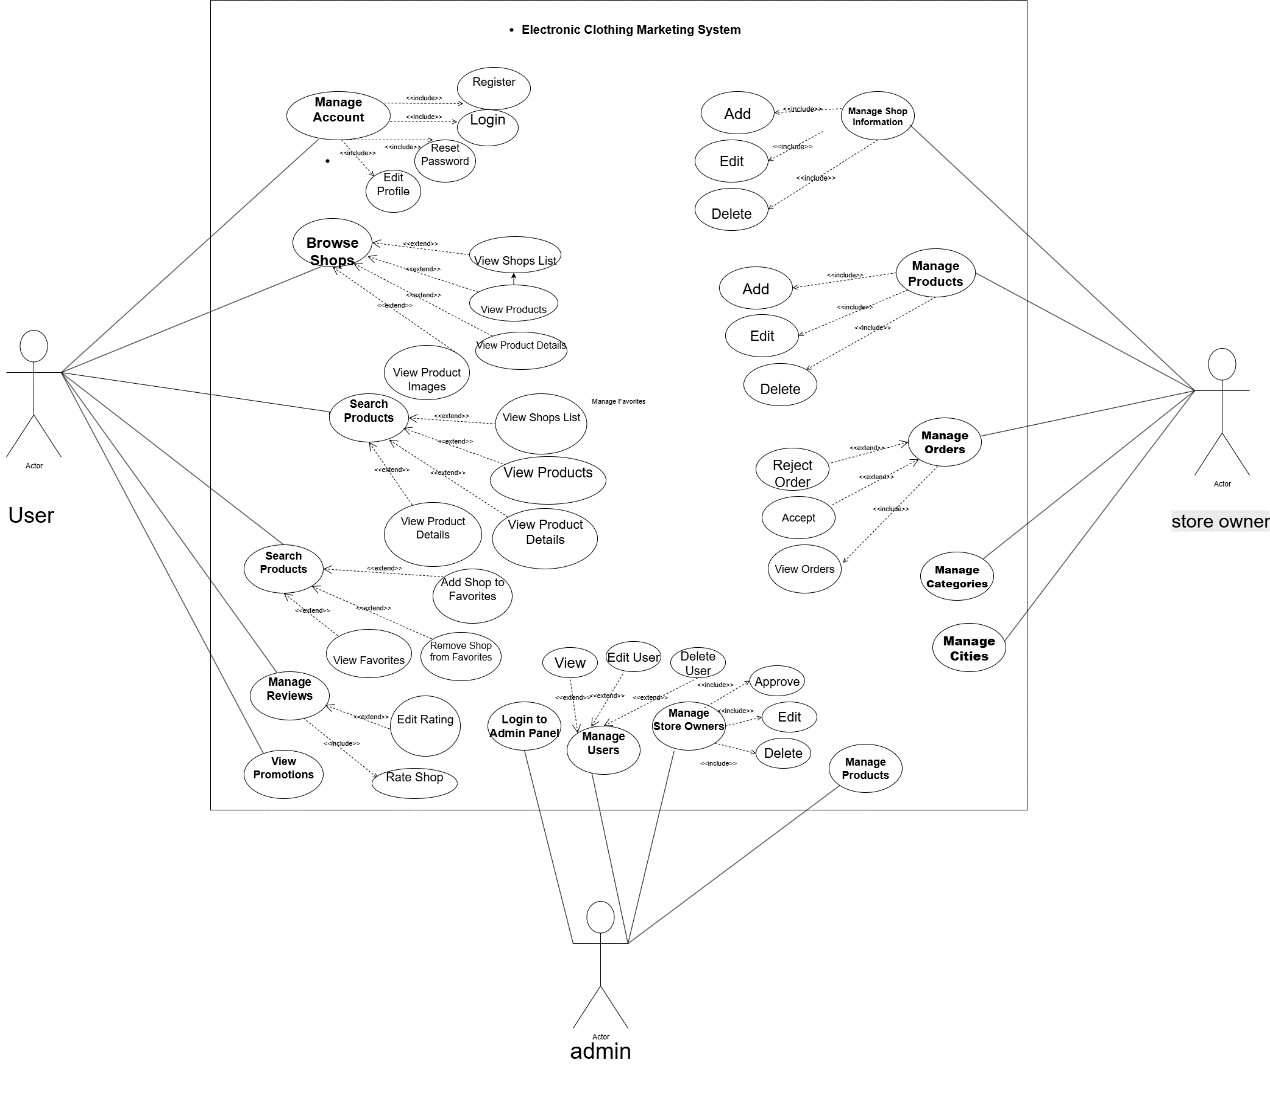 • Electronic Clothing Marketing System
Manage
Account
<<include>>
Register
<<include>>
Login
<<include>>
Reset
Password
<<include>>
Edit
Profile
•
Browse
Shops
<<extend>>
View Shops List
<<extend>>
View Products
<<extend>>
View Product Details
<<extend>>
View Product
Images
Search
Products
<<extend>>
View Shops List
Manage Favorites
<<extend>>
View Products
<<extend>>
View Product
Details
<<extend>>
View Product
Details
Search
Products
<<extend>>
Add Shop to
Favorites
<<extend>>
Remove Shop
from Favorites
<<extend>>
View Favorites
Manage
Reviews
<<extend>>
Edit Rating
<<include>>
Rate Shop
View
Promotions
Actor
User
Manage Shop
Information
<<include>>
Add
<<include>>
Edit
<<include>>
Delete
Manage
Products
<<include>>
Add
<<include>>
Edit
<<include>>
Delete
Manage
Orders
<<extend>>
Reject
Order
<<extend>>
Accept
<<include>>
View Orders
Manage
Categories
Manage
Cities
Actor
store owner
Login to
Admin Panel
View
Edit User
Delete
User
<<extend>>
<<extend>>
<<extend>>
Manage
Users
Manage
Store Owners
<<include>>
Approve
<<include>>
Edit
<<include>>
Delete
Manage
Products
Actor
admin